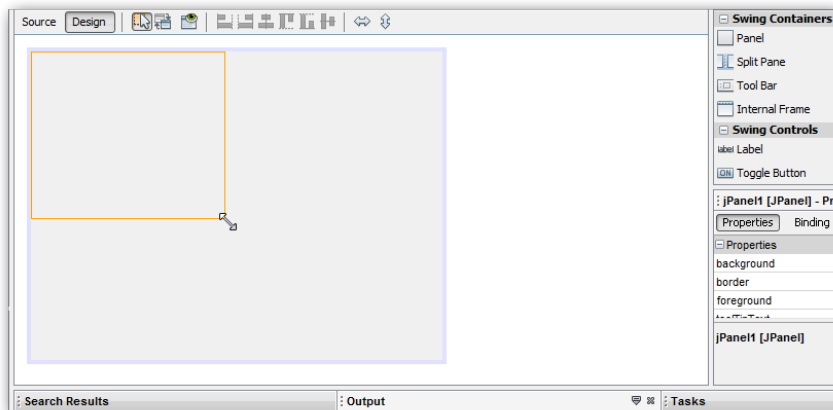 Source Design
Swing Containers
Panel
Split Pane
Tool Bar
Internal Frame
Swing Controls
label Label
ON Toggle Button
jPanel1 [JPanel] - Pr
Properties Binding
Properties
background
border
foreground
toolTipText
jPanel1 [JPanel]
Search Results
Output
Tasks